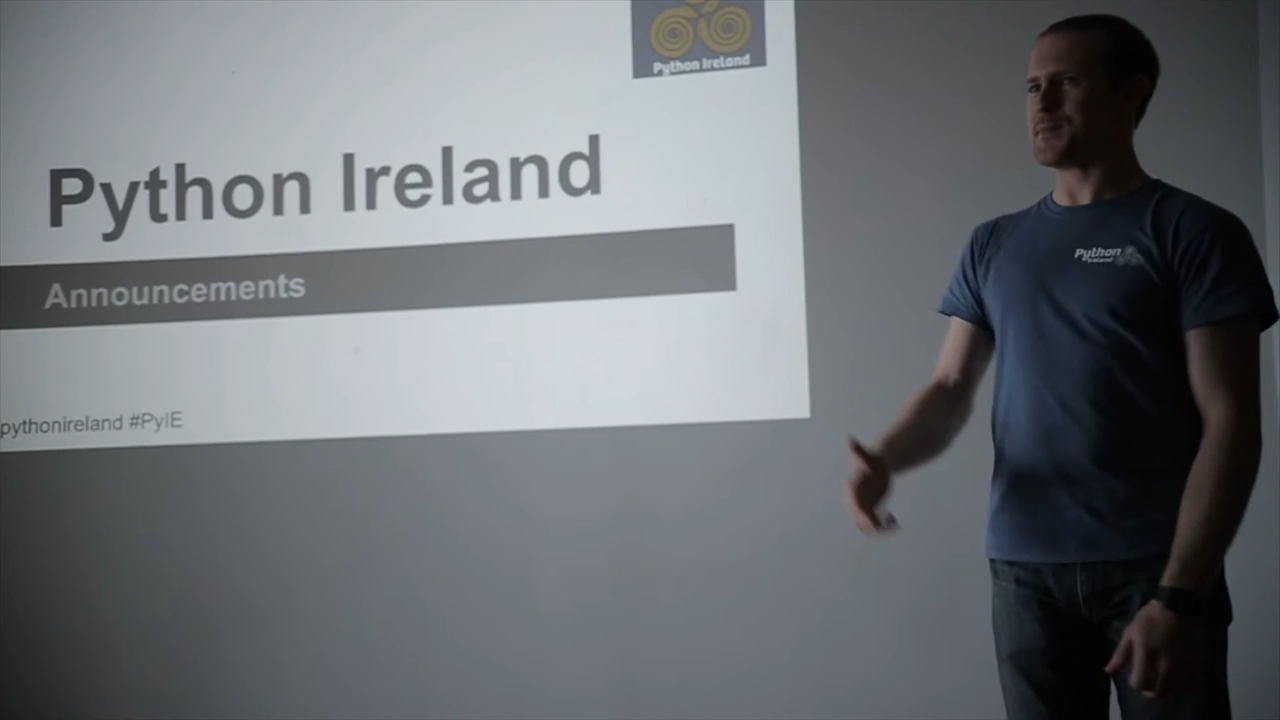 Python Ireland
Python Ireland
Announcements
pythonireland #PyIE
Python
Ireland